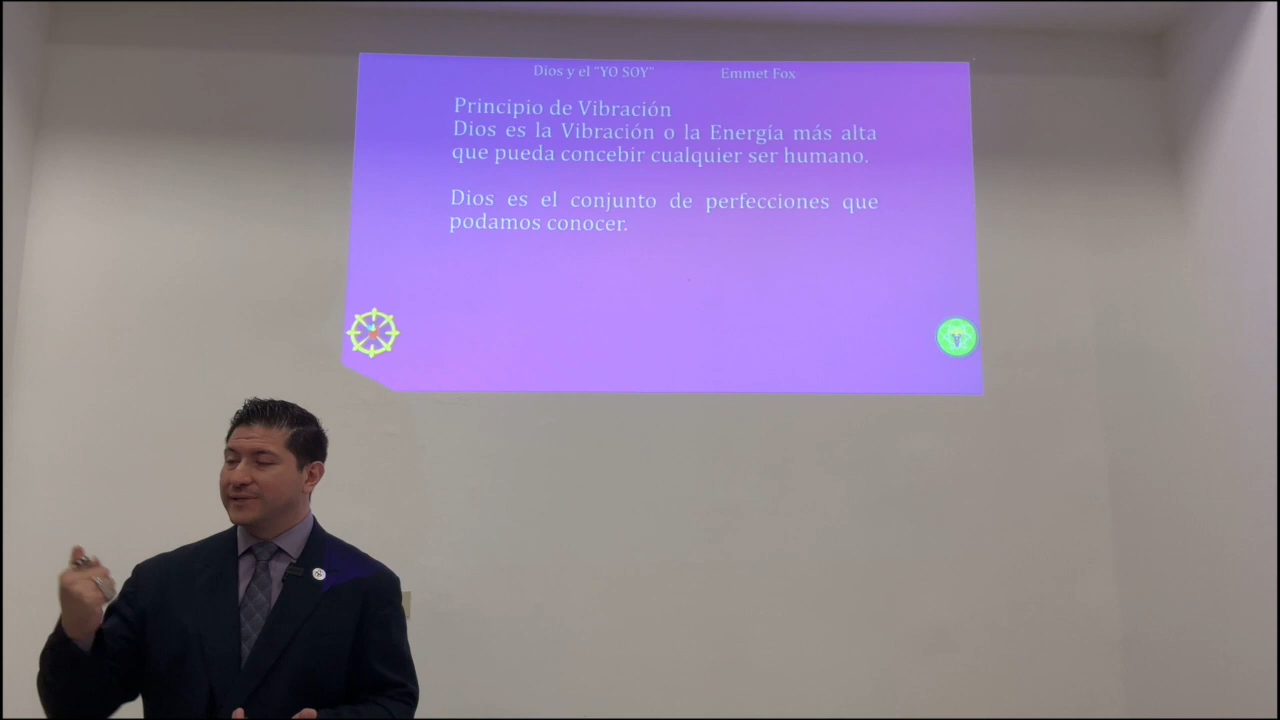 Dios y el "YO SOY" Emmet Fox
Principio de Vibración
Dios es la Vibración o la Energía más alta
que pueda concebir cualquier ser humano.
Dios es el conjunto de perfecciones que
podamos conocer.